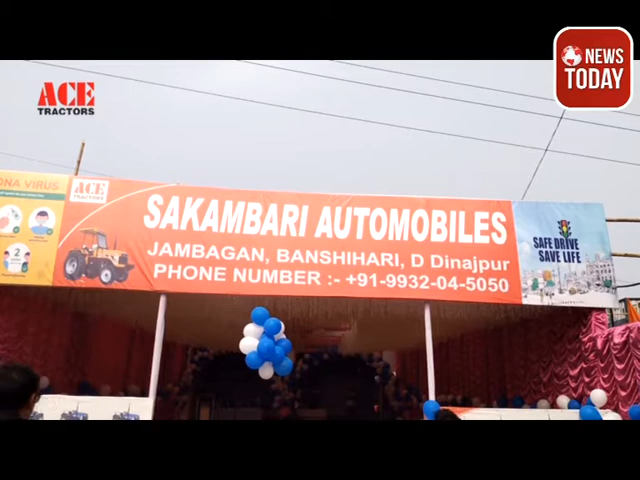 ACE
TRACTORS
NEWS
TODAY
NA VIRUS
2
ACE
TRACTORS
SAKAMBARI AUTOMOBILES
JAMBAGAN, BANSHIHARI, D Dinajpur
PHONE NUMBER :- +91-9932-04-5050
SAFE DRIVE
SAVE LIFE